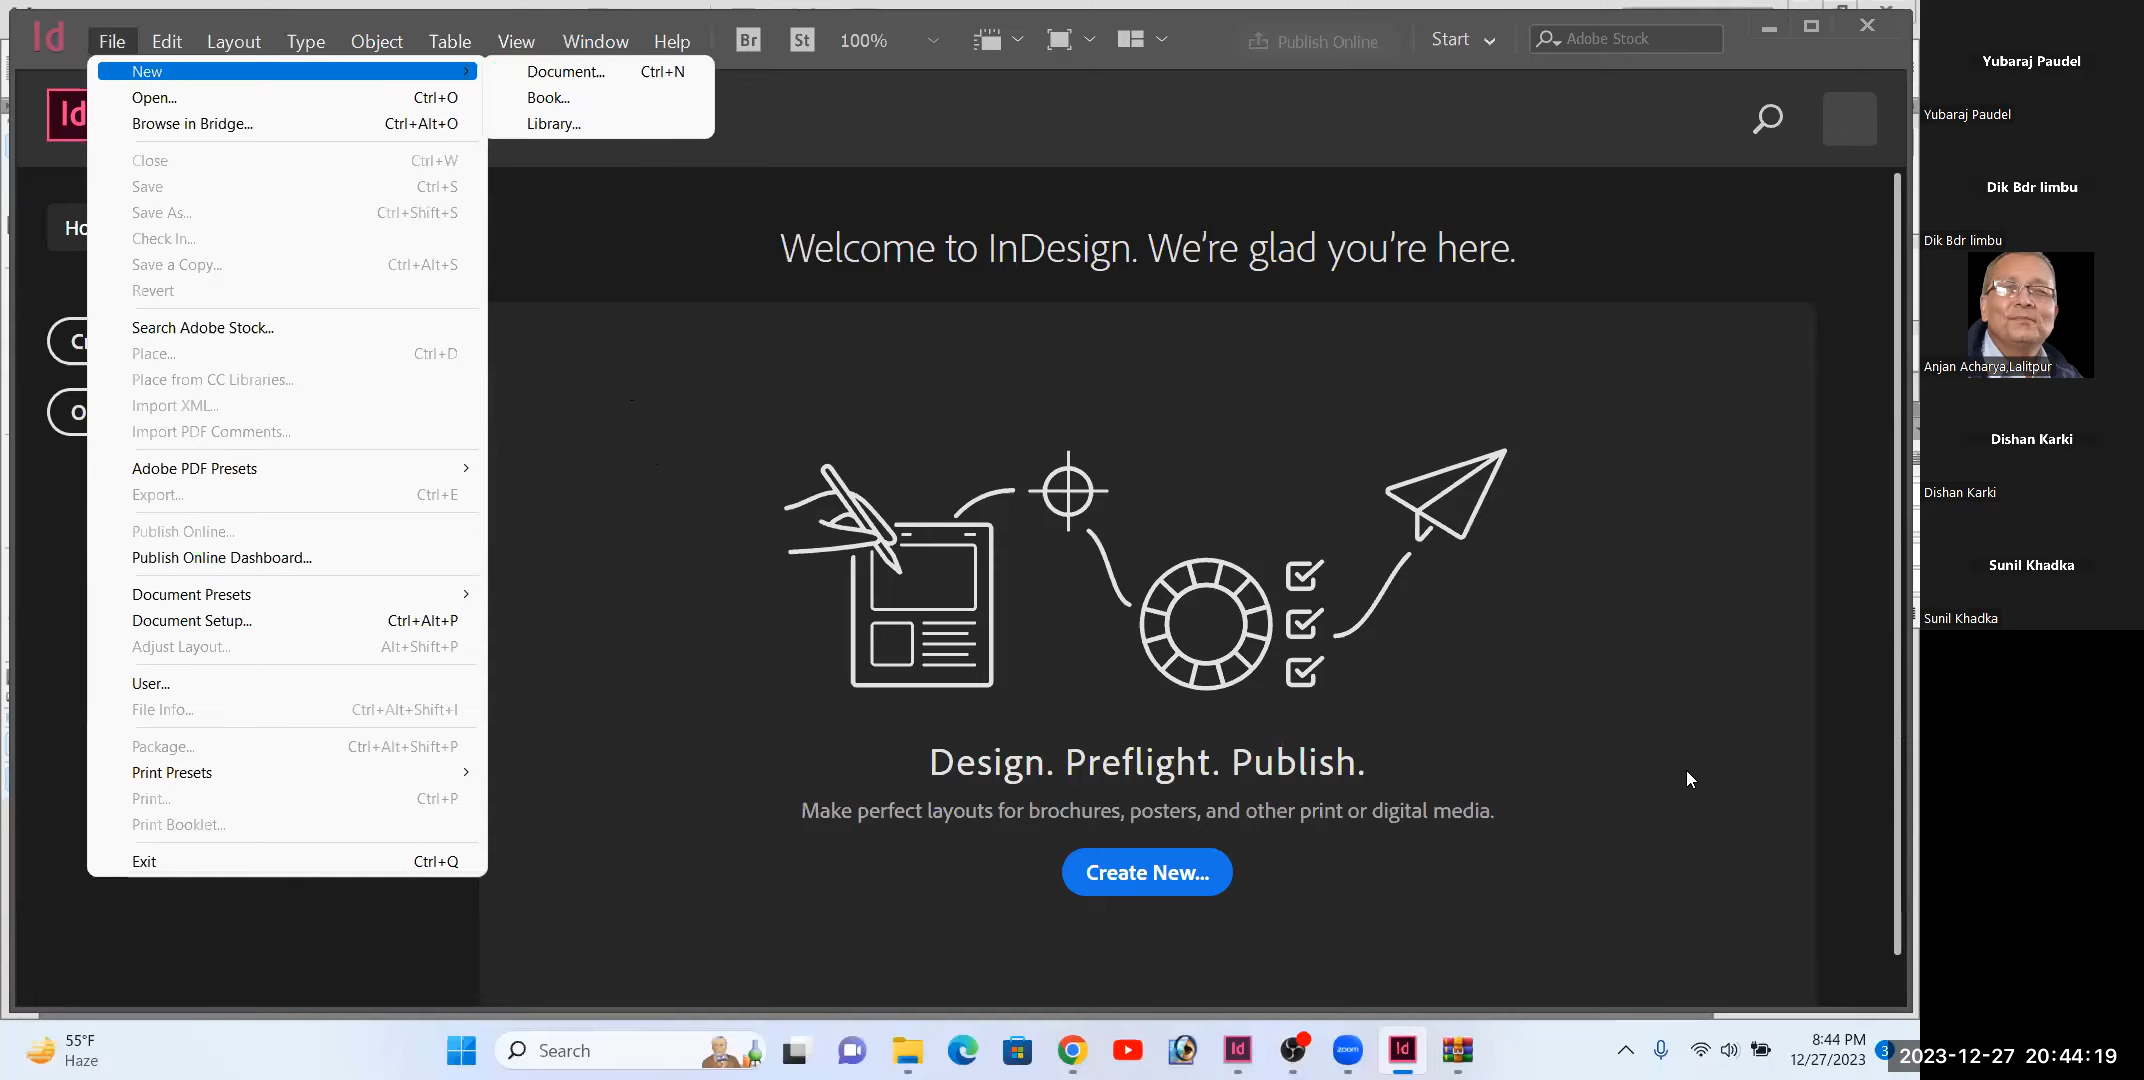 Id File Edit Layout Type Object Table View Window Help Br St 100% Publish Online Start Adobe Stock
New
Document... Ctrl+N
Open... Ctrl+O
Book...
Browse in Bridge... Ctrl+Alt+O
Library...
Id
Close Ctrl+W
Save Ctrl+S
Save As... Ctrl+Shift+S
Ho
Check In...
Save a Copy... Ctrl+Alt+S
Revert
Search Adobe Stock...
Cr
Place... Ctrl+D
Place from CC Libraries...
Import XML...
O
Import PDF Comments...
Adobe PDF Presets
Export... Ctrl+E
Publish Online...
Publish Online Dashboard...
Document Presets
Document Setup... Ctrl+Alt+P
Adjust Layout... Alt+Shift+P
User...
File Info... Ctrl+Alt+Shift+I
Package... Ctrl+Alt+Shift+P
Print Presets
Print... Ctrl+P
Print Booklet...
Exit Ctrl+Q
Welcome to InDesign. We're glad you're here.
Design. Preflight. Publish.
Make perfect layouts for brochures, posters, and other print or digital media.
Create New...
Yubaraj Paudel
Yubaraj Paudel
Dik Bdr limbu
Dik Bdr limbu
Anjan Acharya,Lalitpur
Dishan Karki
Dishan Karki
Sunil Khadka
Sunil Khadka
55°F
Haze
Search
Id
zoom
Id
8:44 PM
12/27/2023
3
2023-12-27 20:44:19